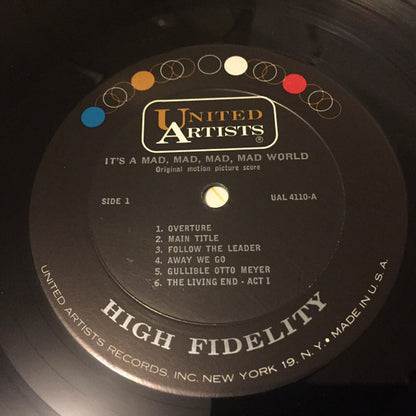 UNITED
ARTISTS
®
IT'S A MAD, MAD, MAD, MAD WORLD
Original motion picture score
SIDE 1
UAL 4110-A
1. OVERTURE
2. MAIN TITLE
3. FOLLOW THE LEADER
4. AWAY WE GO
5. GULLIBLE OTTO MEYER
6. THE LIVING END - ACT 1
HIGH FIDELITY
UNITED ARTISTS RECORDS, INC. NEW YORK 19, N.Y. • MADE IN U.S.A.